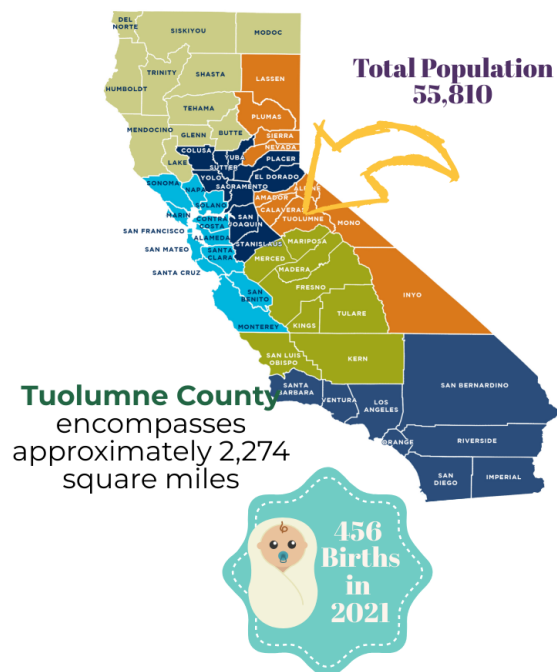 DEL
NORTE
SISKIYOU
MODOC
TRINITY
SHASTA
LASSEN
HUMBOLDT
TEHAMA
PLUMAS
MENDOCINO
GLENN
BUTTE
SIERRA
NEVADA
COLUSA
YUBA
PLACER
LAKE
SUTTER
YOLO
EL DORADO
SONOMA
NAPA
SACRAMENTO
ALPINE
SOLANO
AMADOR
MARIN
CALAVERAS
CONTRA
COSTA
SAN
JOAQUIN
TUOLUMNE
MONO
SAN FRANCISCO
ALAMEDA
STANISLAUS
MARIPOSA
SAN MATEO
SANTA
CLARA
MERCED
MADERA
SANTA CRUZ
SAN
BENITO
FRESNO
INYO
MONTEREY
KINGS
TULARE
SAN LUIS
OBISPO
KERN
SANTA
BARBARA
VENTURA
LOS
ANGELES
SAN BERNARDINO
ORANGE
RIVERSIDE
SAN
DIEGO
IMPERIAL
Total Population
55,810
Tuolumne County
encompasses
approximately 2,274
square miles
456
Births
in
2021